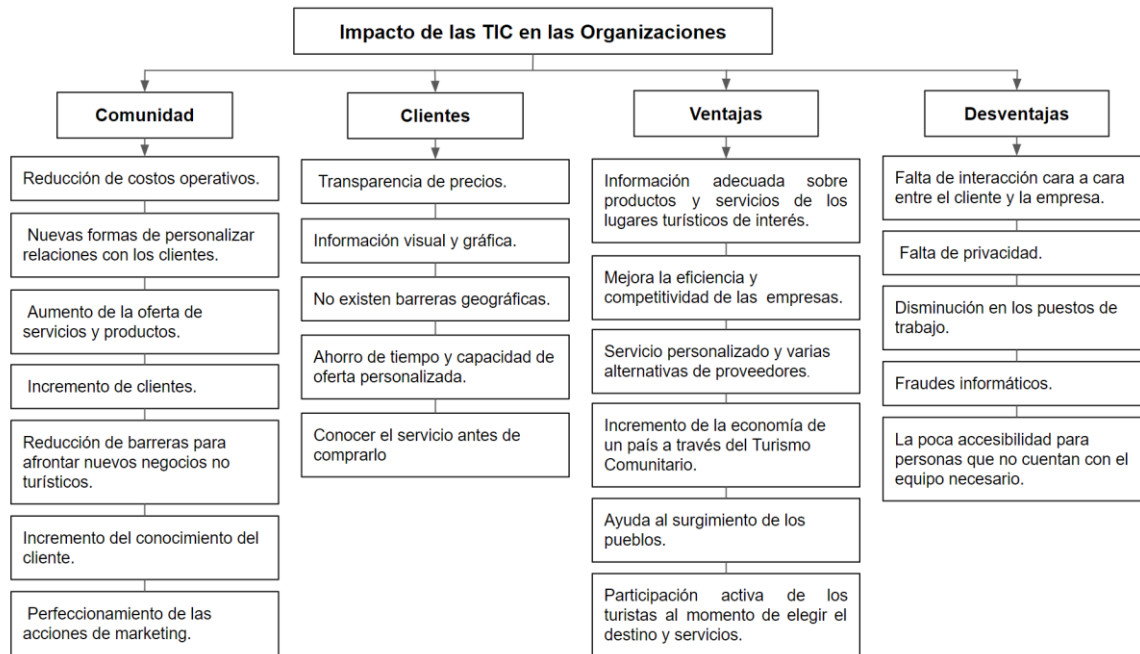 Impacto de las TIC en las Organizaciones
Comunidad
Reducción de costos operativos.
Nuevas formas de personalizar
relaciones con los clientes.
Aumento de la oferta de
servicios y productos.
Incremento de clientes.
Reducción de barreras para
afrontar nuevos negocios no
turísticos.
Incremento del conocimiento del
cliente.
Perfeccionamiento de las
acciones de marketing.
Clientes
Transparencia de precios.
Información visual y gráfica.
No existen barreras geográficas.
Ahorro de tiempo y capacidad de
oferta personalizada.
Conocer el servicio antes de
comprarlo
Ventajas
Información adecuada sobre
productos y servicios de los
lugares turísticos de interés.
Mejora la eficiencia y
competitividad de las empresas.
Servicio personalizado y varias
alternativas de proveedores.
Incremento de la economía de
un país a través del Turismo
Comunitario.
Ayuda al surgimiento de los
pueblos.
Participación activa de los
turistas al momento de elegir el
destino y servicios.
Desventajas
Falta de interacción cara a cara
entre el cliente y la empresa.
Falta de privacidad.
Disminución en los puestos de
trabajo.
Fraudes informáticos.
La poca accesibilidad para
personas que no cuentan con el
equipo necesario.